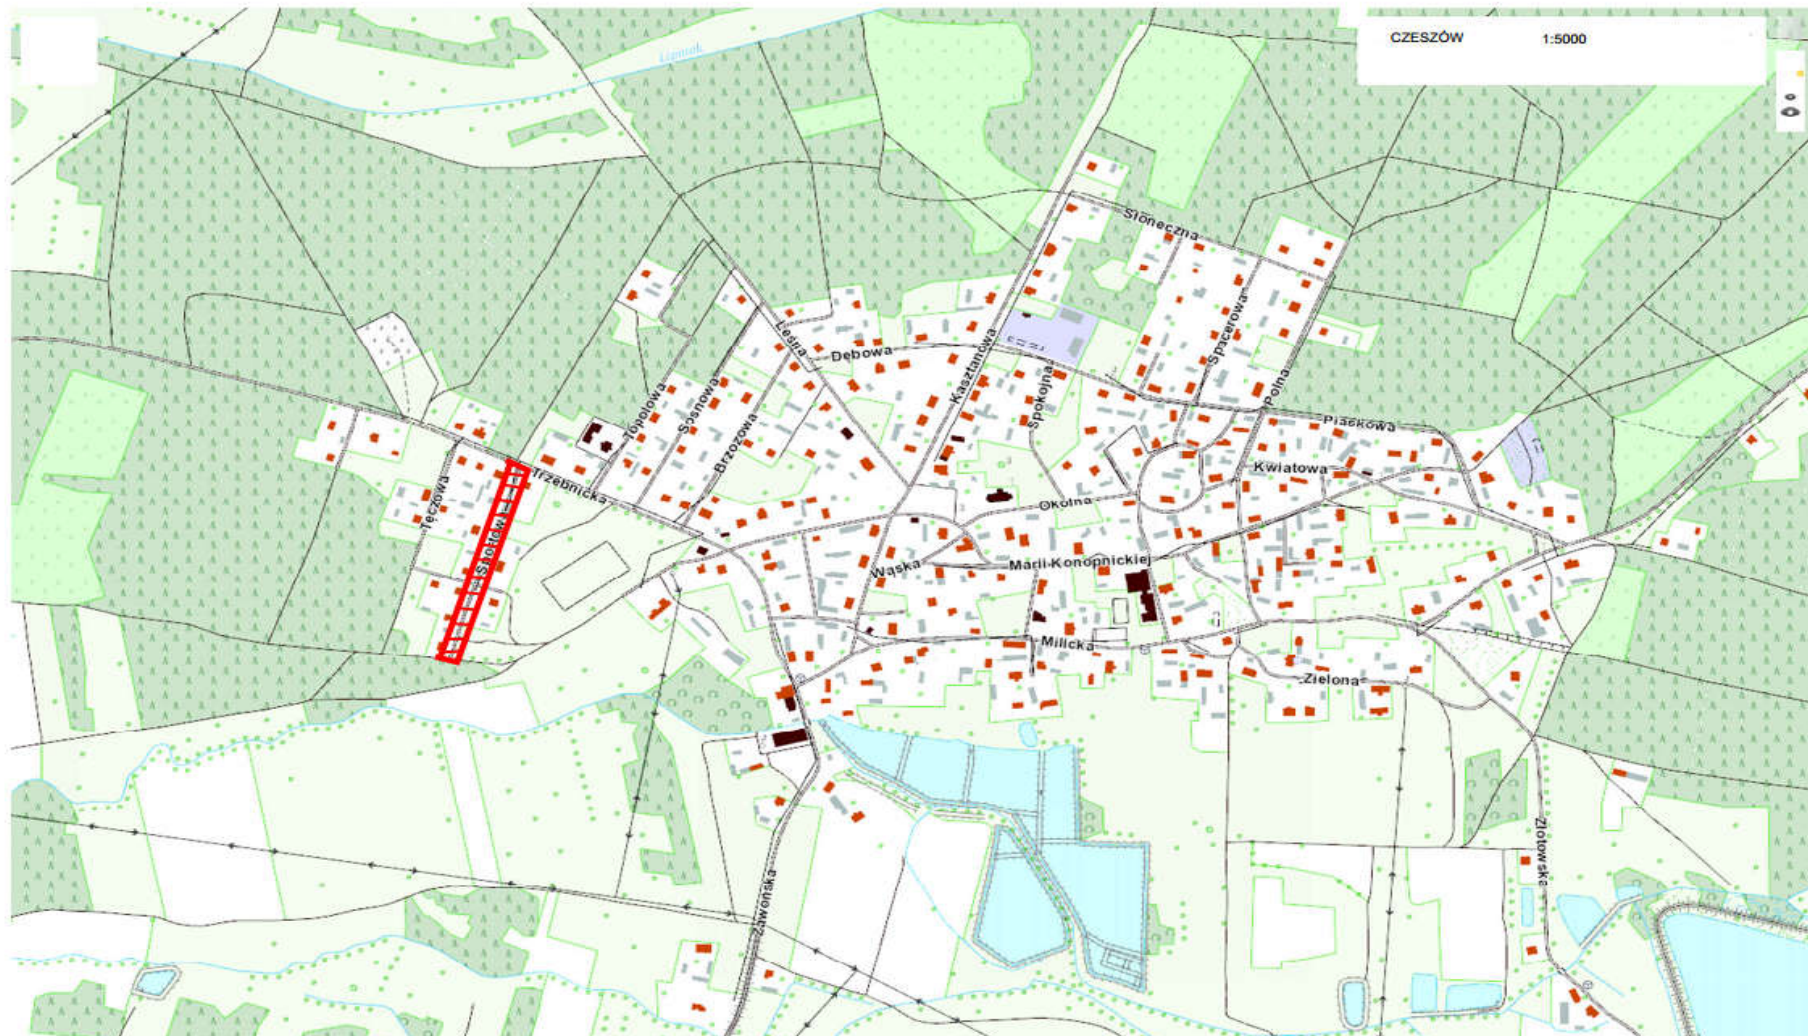 CZESZÓW 1:5000
Słoneczna
Leśna
Dębowa
Kasztanowa
Spokojna
Spacerowa
Polna
Piaskowa
Kwiatowa
Topolowa
Sosnowa
Brzozowa
Trzebnicka
Tęczowa
Okólna
Wąska
Marii Konopnickiej
Milicka
Zielona
Złotowska
Zawońska